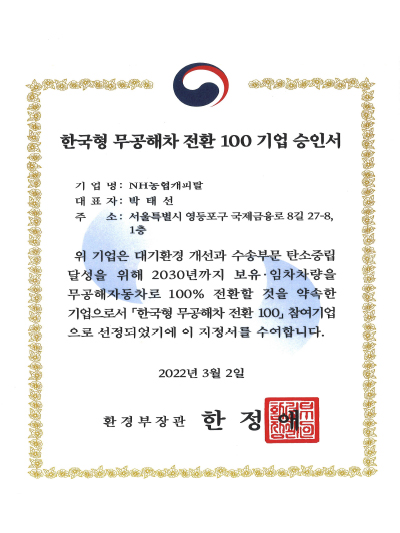 한국형 무공해차 전환 100 기업 승인서
기 업 명 : NH농협캐피탈
대 표 자 : 박 태 선
주 소 : 서울특별시 영등포구 국제금융로 8길 27-8,
1층
위 기업은 대기환경 개선과 수송부문 탄소중립
달성을 위해 2030년까지 보유·임차차량을
무공해자동차로 100% 전환할 것을 약속한
기업으로서 「한국형 무공해차 전환 100」 참여기업
으로 선정되었기에 이 지정서를 수여합니다.
2022년 3월 2일
환경부장관 한 정 애